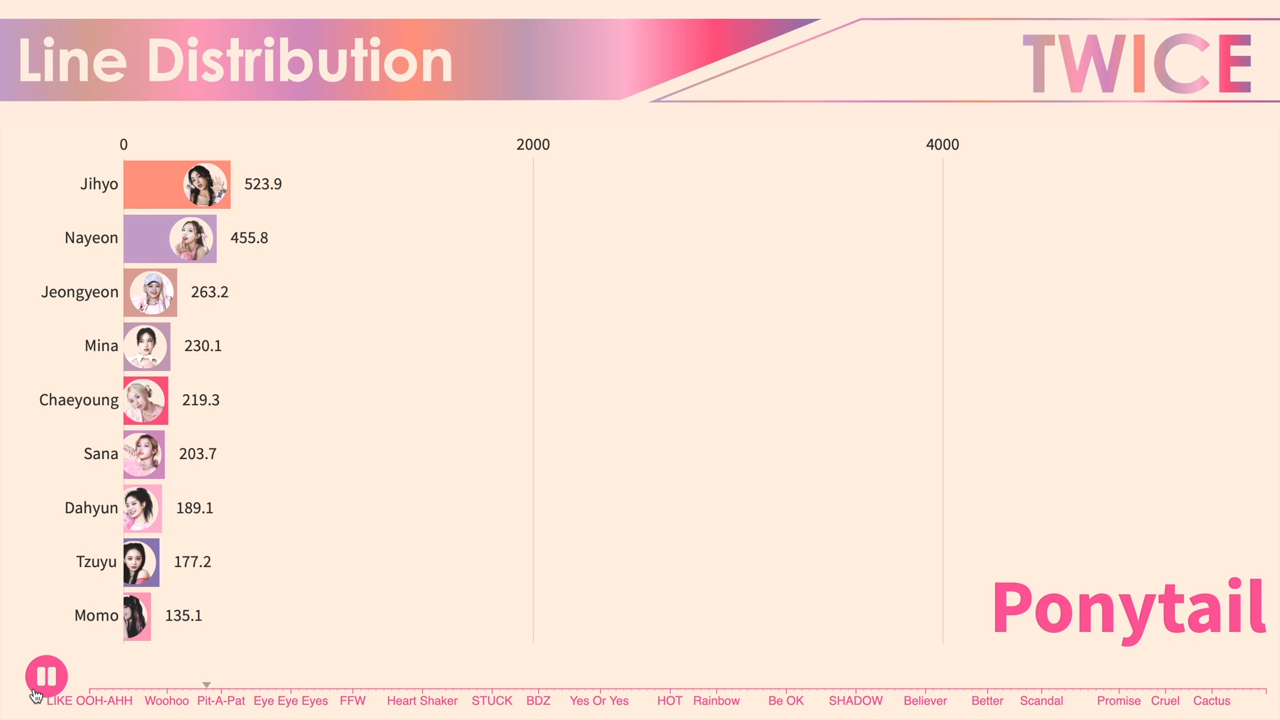 Line Distribution
TWICE
0 2000 4000
Jihyo 523.9
Nayeon 455.8
Jeongyeon 263.2
Mina 230.1
Chaeyoung 219.3
Sana 203.7
Dahyun 189.1
Tzuyu 177.2
Momo 135.1
Ponytail
LIKE OOH-AHH Woohoo Pit-A-Pat Eye Eye Eyes FFW Heart Shaker STUCK BDZ Yes Or Yes HOT Rainbow Be OK SHADOW Believer Better Scandal Promise Cruel Cactus